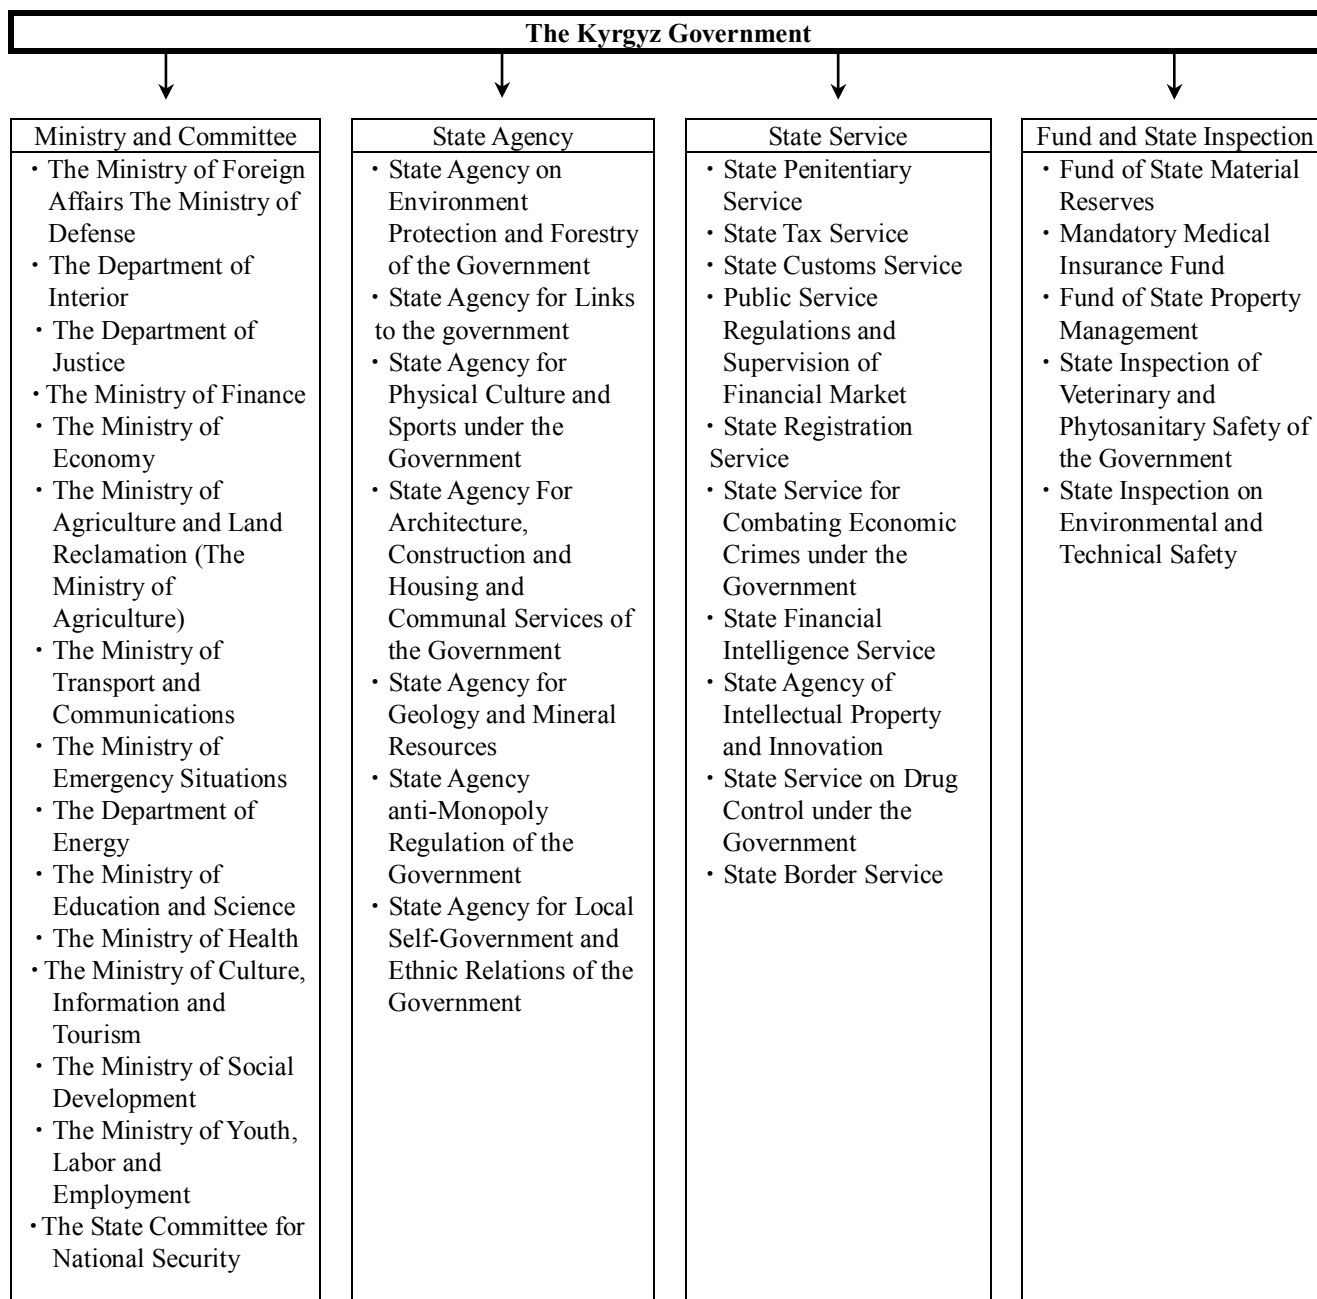 The Kyrgyz Government
Ministry and Committee
・The Ministry of Foreign
Affairs The Ministry of
Defense
・The Department of
Interior
・The Department of
Justice
・The Ministry of Finance
・The Ministry of
Economy
・The Ministry of
Agriculture and Land
Reclamation (The
Ministry of
Agriculture)
・The Ministry of
Transport and
Communications
・The Ministry of
Emergency Situations
・The Department of
Energy
・The Ministry of
Education and Science
・The Ministry of Health
・The Ministry of Culture,
Information and
Tourism
・The Ministry of Social
Development
・The Ministry of Youth,
Labor and
Employment
・The State Committee for
National Security
State Agency
・State Agency on
Environment
Protection and Forestry
of the Government
・State Agency for Links
to the government
・State Agency for
Physical Culture and
Sports under the
Government
・State Agency For
Architecture,
Construction and
Housing and
Communal Services of
the Government
・State Agency for
Geology and Mineral
Resources
・State Agency
anti-Monopoly
Regulation of the
Government
・State Agency for Local
Self-Government and
Ethnic Relations of the
Government
State Service
・State Penitentiary
Service
・State Tax Service
・State Customs Service
・Public Service
Regulations and
Supervision of
Financial Market
・State Registration
Service
・State Service for
Combating Economic
Crimes under the
Government
・State Financial
Intelligence Service
・State Agency of
Intellectual Property
and Innovation
・State Service on Drug
Control under the
Government
・State Border Service
Fund and State Inspection
・Fund of State Material
Reserves
・Mandatory Medical
Insurance Fund
・Fund of State Property
Management
・State Inspection of
Veterinary and
Phytosanitary Safety of
the Government
・State Inspection on
Environmental and
Technical Safety